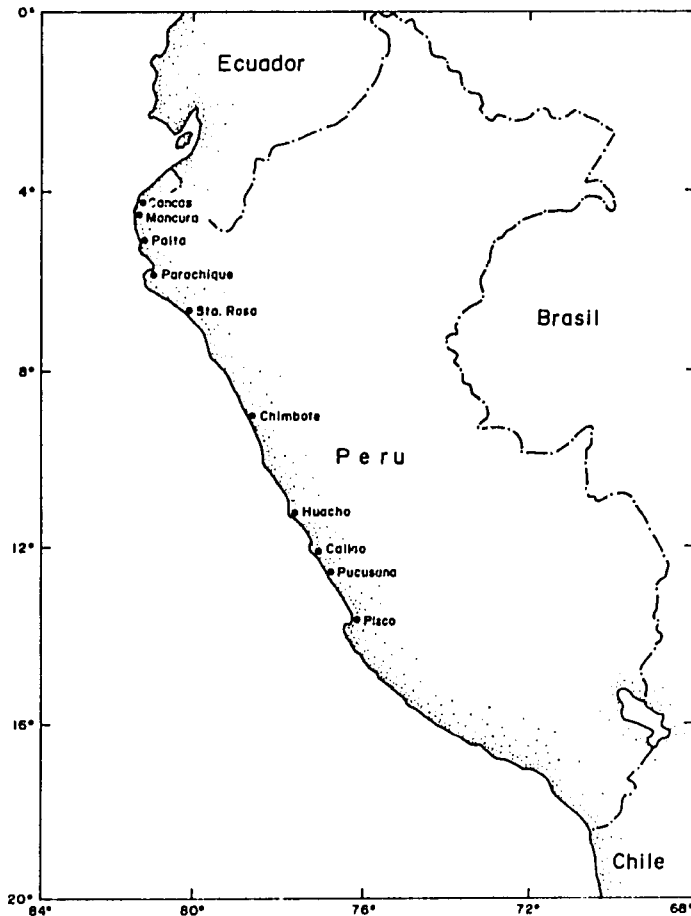 0°
Ecuador
4°
Cancas
Mancura
Paita
Parachique
Sta. Rosa
Brasil
8°
Chimbote
Peru
Huacho
12°
Callao
Pucusana
Pisco
16°
Chile
20°
84°
80°
76°
72°
68°